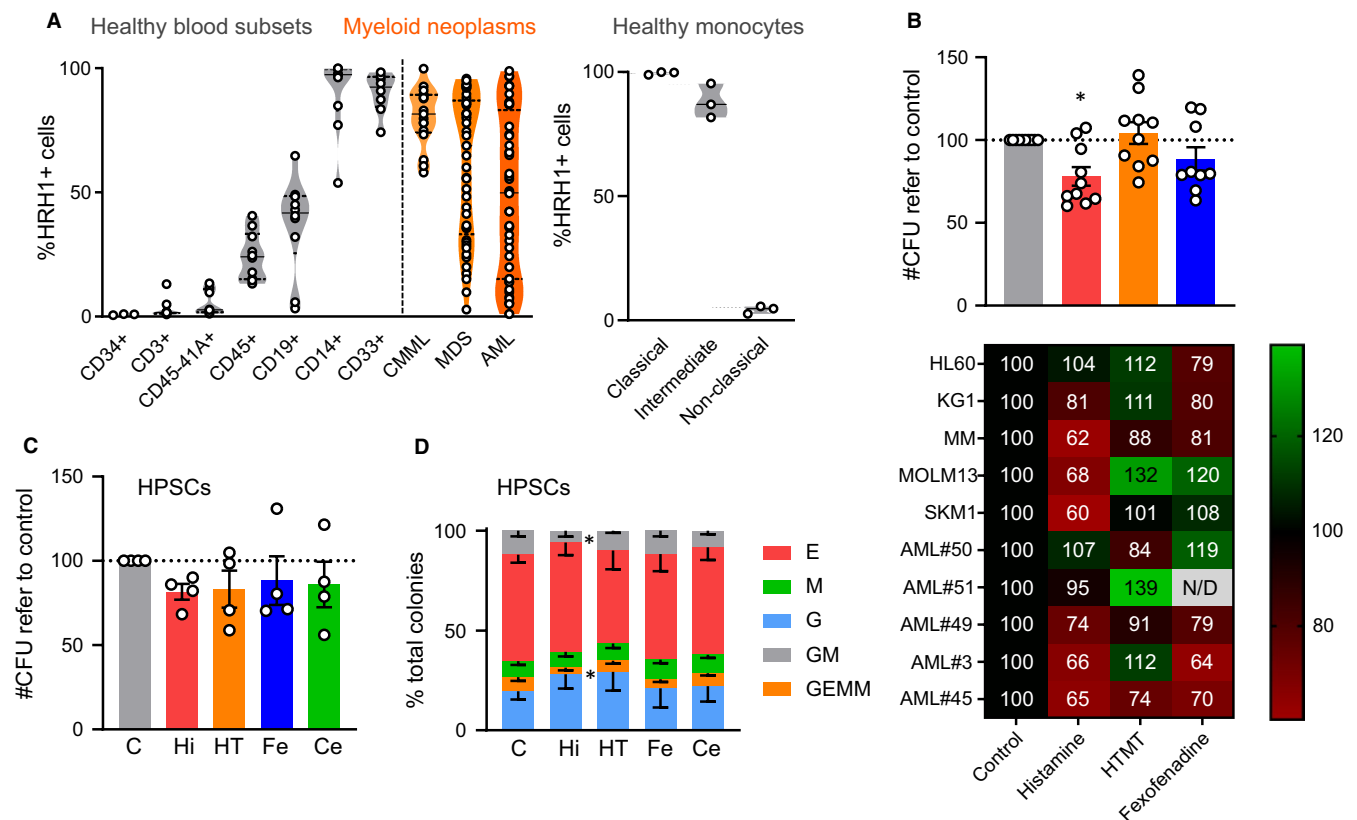 A
Healthy blood subsets
Myeloid neoplasms
Healthy monocytes
%HRH1+ cells
100
50
0
CD34+
CD3+
CD45-41A+
CD45+
CD19+
CD14+
CD33+
CMML
MDS
AML
%HRH1+ cells
100
50
0
Classical
Intermediate
Non-classical
B
#CFU refer to control
150
100
50
0
*
HL60 100 104 112 79
KG1 100 81 111 80
MM 100 62 88 81
MOLM13 100 68 132 120
SKM1 100 60 101 108
AML#50 100 107 84 119
AML#51 100 95 139 N/D
AML#49 100 74 91 79
AML#3 100 66 112 64
AML#45 100 65 74 70
Control
Histamine
HTMT
Fexofenadine
120
100
80
C
HPSCs
#CFU refer to control
150
100
50
0
C Hi HT Fe Ce
D
HPSCs
% total colonies
100
50
0
*
*
C Hi HT Fe Ce
E
M
G
GM
GEMM